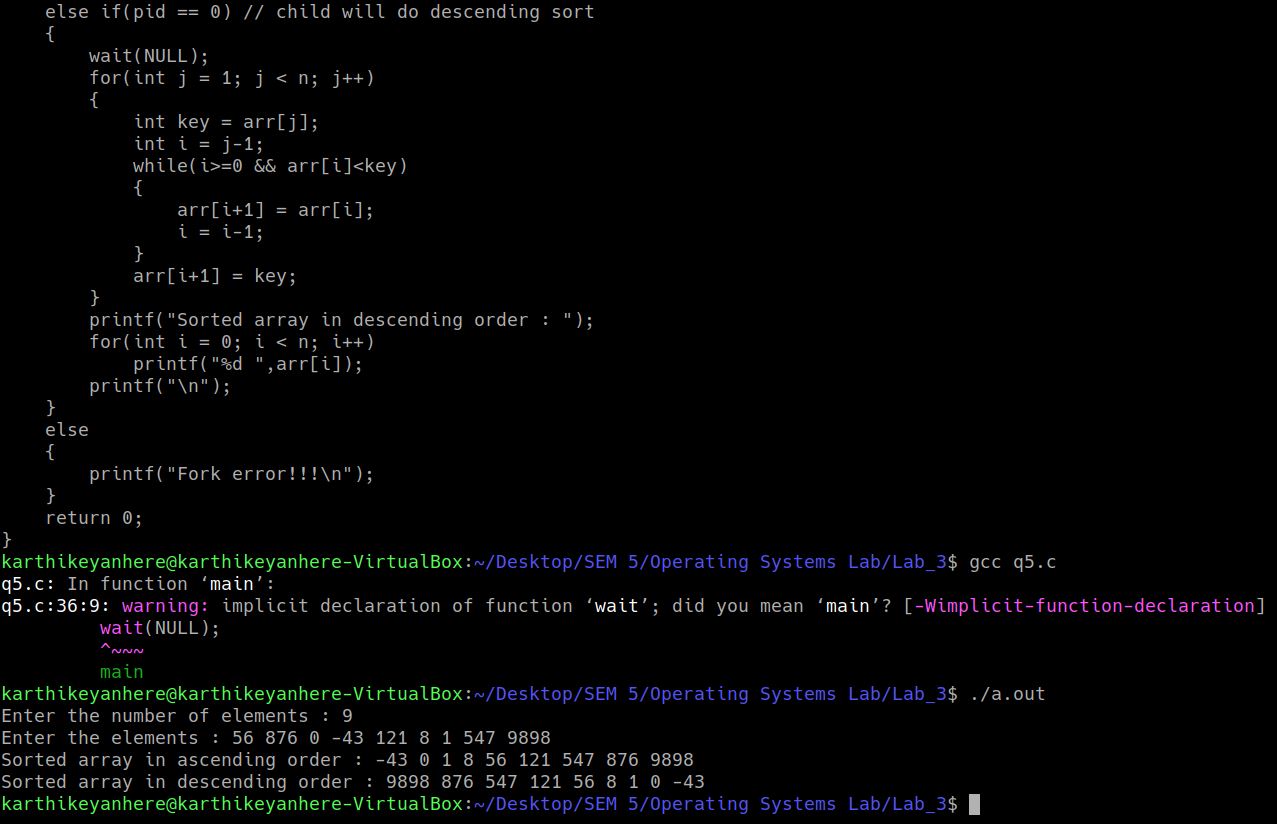 else if(pid == 0) // child will do descending sort
    {
        wait(NULL);
        for(int j = 1; j < n; j++)
        {
            int key = arr[j];
            int i = j-1;
            while(i>=0 && arr[i]<key)
            {
                arr[i+1] = arr[i];
                i = i-1;
            }
            arr[i+1] = key;
        }
        printf("Sorted array in descending order : ");
        for(int i = 0; i < n; i++)
            printf("%d ",arr[i]);
        printf("\n");
    }
    else
    {
        printf("Fork error!!!\n");
    }
    return 0;
}
karthikeyanhere@karthikeyanhere-VirtualBox:~/Desktop/SEM 5/Operating Systems Lab/Lab_3$ gcc q5.c
q5.c: In function ‘main’:
q5.c:36:9: warning: implicit declaration of function ‘wait’; did you mean ‘main’? [-Wimplicit-function-declaration]
         wait(NULL);
         ^~~~
         main
karthikeyanhere@karthikeyanhere-VirtualBox:~/Desktop/SEM 5/Operating Systems Lab/Lab_3$ ./a.out
Enter the number of elements : 9
Enter the elements : 56 876 0 -43 121 8 1 547 9898
Sorted array in ascending order : -43 0 1 8 56 121 547 876 9898
Sorted array in descending order : 9898 876 547 121 56 8 1 0 -43
karthikeyanhere@karthikeyanhere-VirtualBox:~/Desktop/SEM 5/Operating Systems Lab/Lab_3$